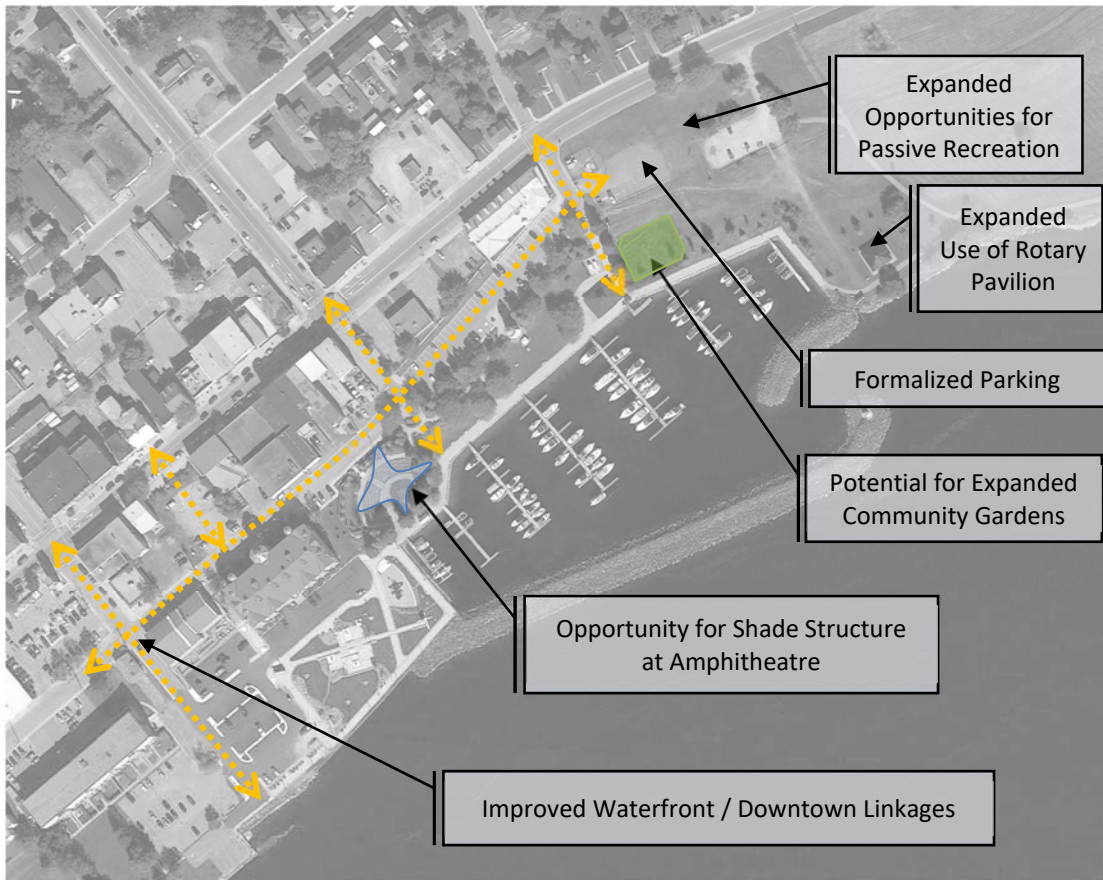 Expanded
Opportunities for
Passive Recreation
Expanded
Use of Rotary
Pavilion
Formalized Parking
Potential for Expanded
Community Gardens
Opportunity for Shade Structure
at Amphitheatre
Improved Waterfront / Downtown Linkages